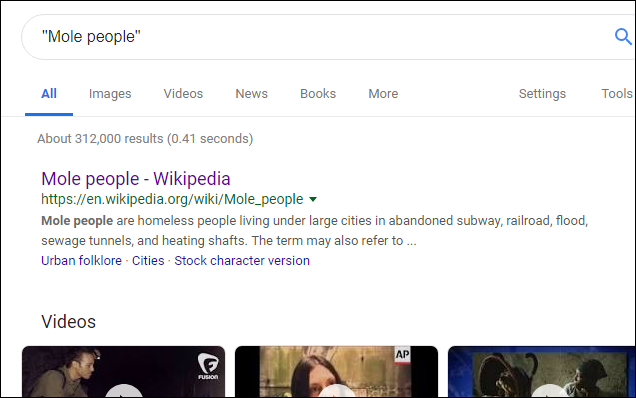 "Mole people"
All Images Videos News Books More Settings Tools
About 312,000 results (0.41 seconds)
Mole people - Wikipedia
https://en.wikipedia.org/wiki/Mole_people
Mole people are homeless people living under large cities in abandoned subway, railroad, flood,
sewage tunnels, and heating shafts. The term may also refer to ...
Urban folklore · Cities · Stock character version
Videos
FUSION
AP